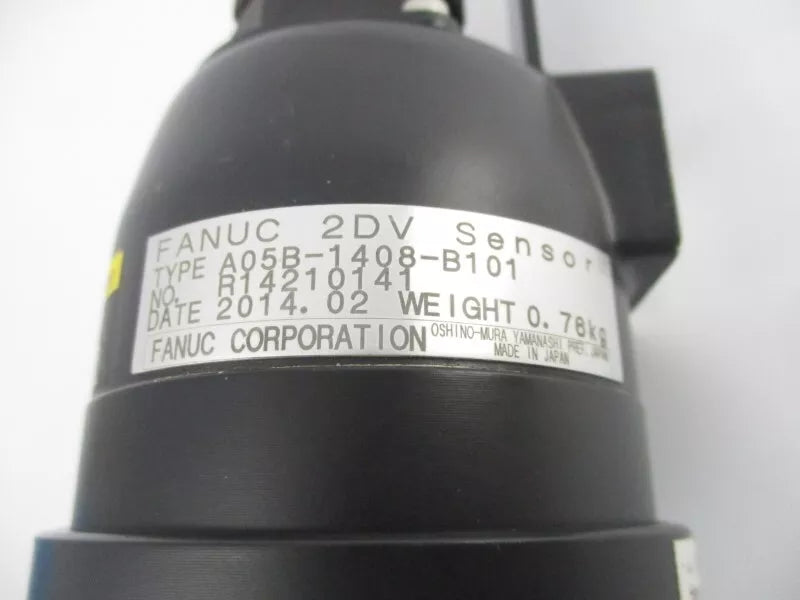 FANUC 2DV Sensor
TYPE A05B-1408-B101
NO. R14210141
DATE 2014.02 WEIGHT 0.76kg
FANUC CORPORATION OSHINO-MURA YAMANASHI PREF. JAPAN
MADE IN JAPAN